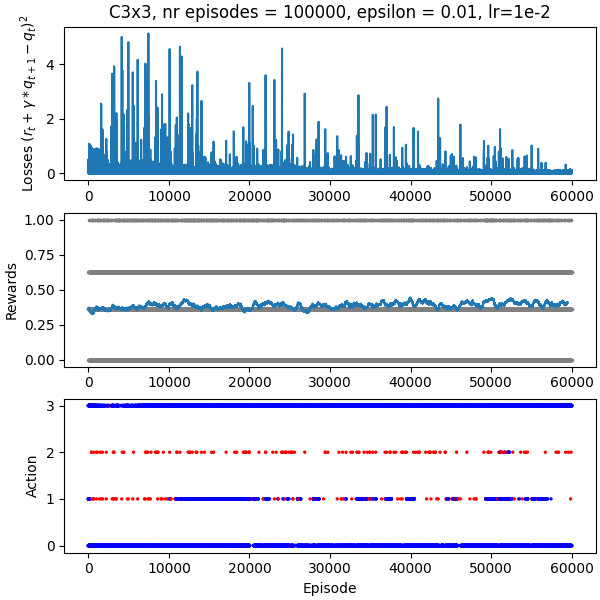 C3x3, nr episodes = 100000, epsilon = 0.01, lr=1e-2
Losses $(r_t + \gamma * q_{t+1} - q_t)^2$
4
2
0
0 10000 20000 30000 40000 50000 60000
Rewards
1.00
0.75
0.50
0.25
0.00
0 10000 20000 30000 40000 50000 60000
Action
3
2
1
0
0 10000 20000 30000 40000 50000 60000
Episode